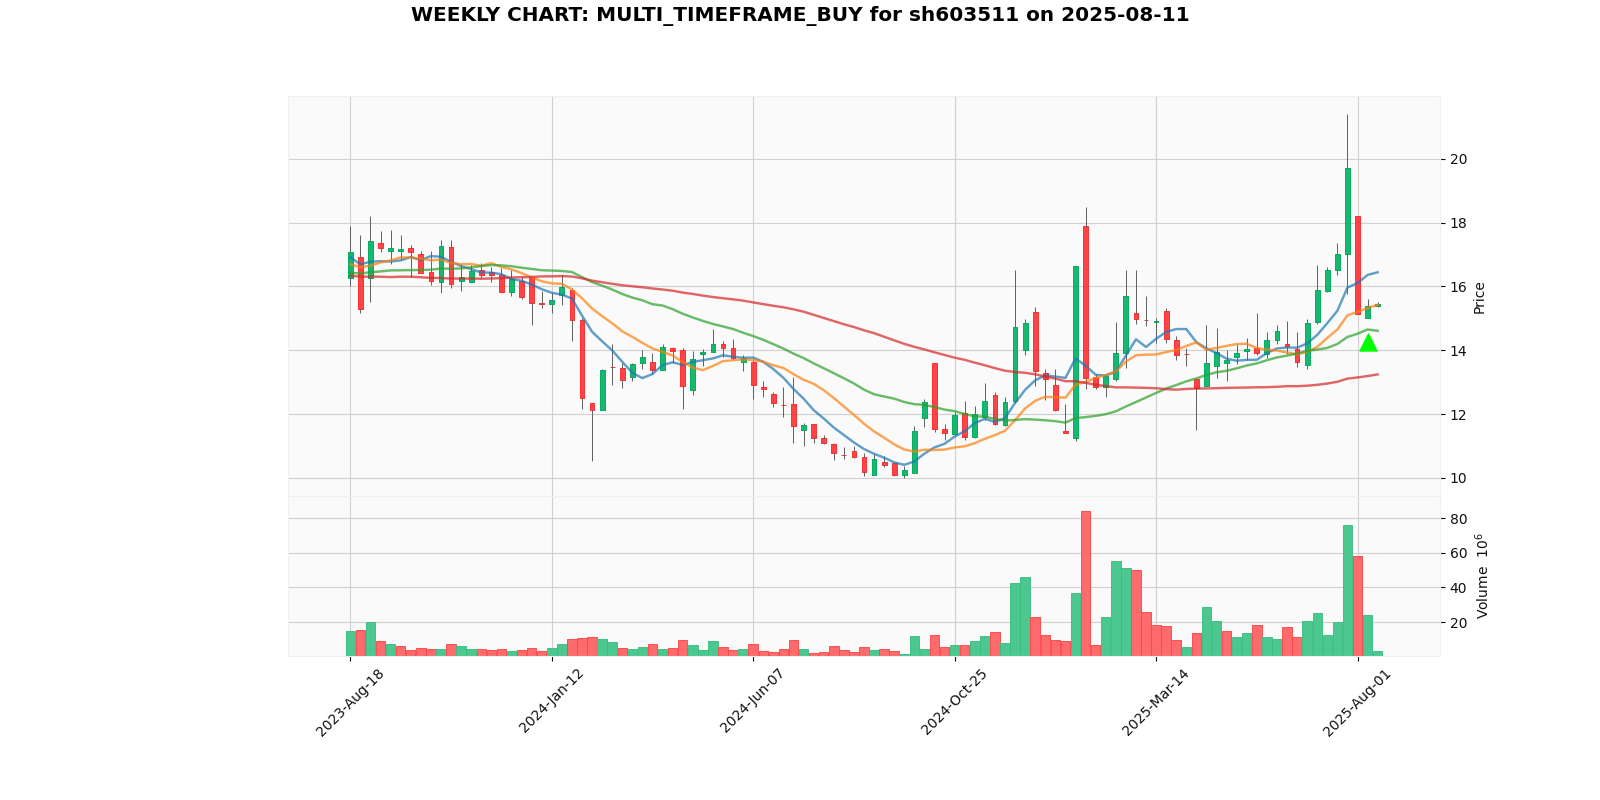 WEEKLY CHART: MULTI_TIMEFRAME_BUY for sh603511 on 2025-08-11
20
18
16
14
12
10
Price
80
60
40
20
Volume 10⁶
2023-Aug-18
2024-Jan-12
2024-Jun-07
2024-Oct-25
2025-Mar-14
2025-Aug-01